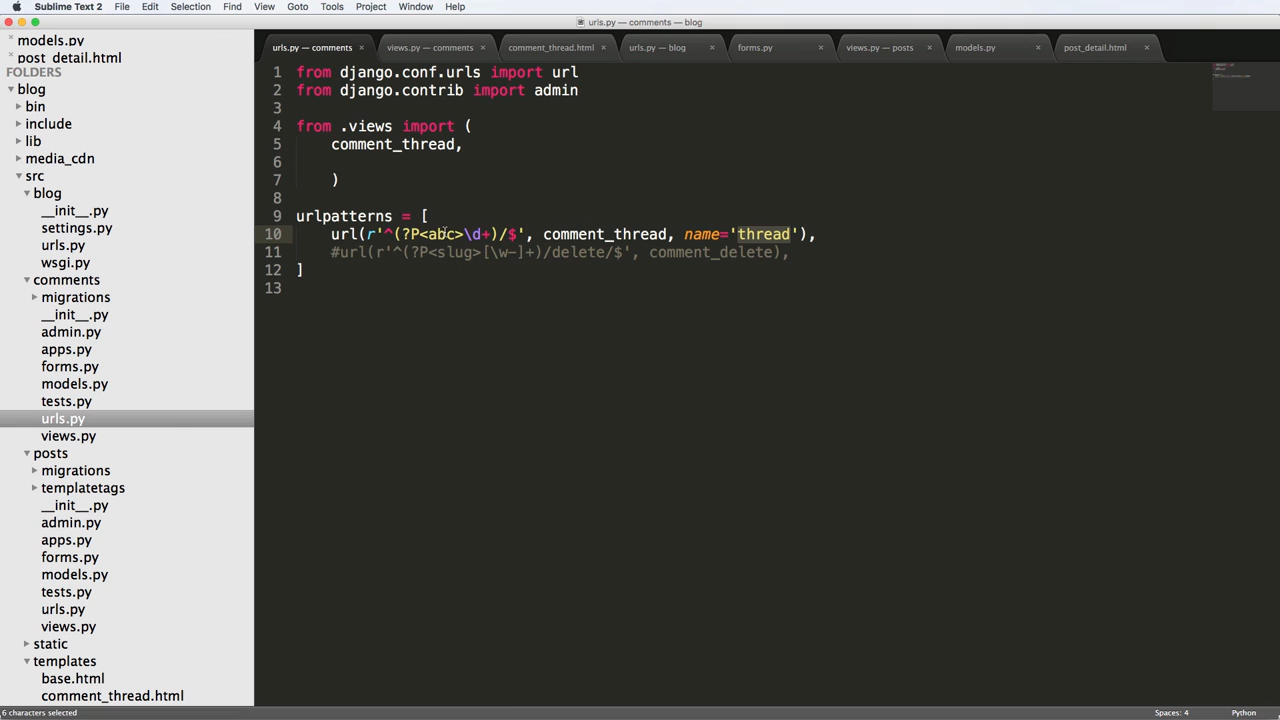 Sublime Text 2 File Edit Selection Find View Goto Tools Project Window Help
urls.py — comments — blog
models.py
post_detail.html
FOLDERS
blog
bin
include
lib
media_cdn
src
blog
__init__.py
settings.py
urls.py
wsgi.py
comments
migrations
__init__.py
admin.py
apps.py
forms.py
models.py
tests.py
urls.py
views.py
posts
migrations
templatetags
__init__.py
admin.py
apps.py
forms.py
models.py
tests.py
urls.py
views.py
static
templates
base.html
comment_thread.html
urls.py — comments × views.py — comments × comment_thread.html × urls.py — blog × forms.py × views.py — posts × models.py × post_detail.html ×
1 from django.conf.urls import url
2 from django.contrib import admin
3
4 from .views import (
5 comment_thread,
6
7 )
8
9 urlpatterns = [
10 url(r'^(?P<abc>\d+)/$', comment_thread, name='thread'),
11 #url(r'^(?P<slug>[\w-]+)/delete/$', comment_delete),
12 ]
13
6 characters selected Spaces: 4 Python